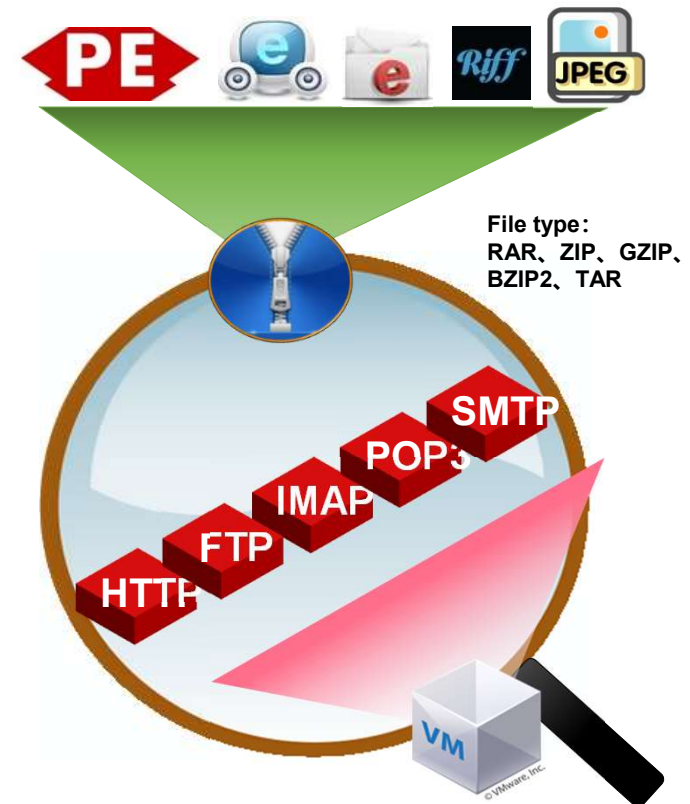 PE
e
e
Riff
JPEG
File type：
RAR、ZIP、GZIP、
BZIP2、TAR
SMTP
POP3
IMAP
FTP
HTTP
VM
© VMware, Inc.